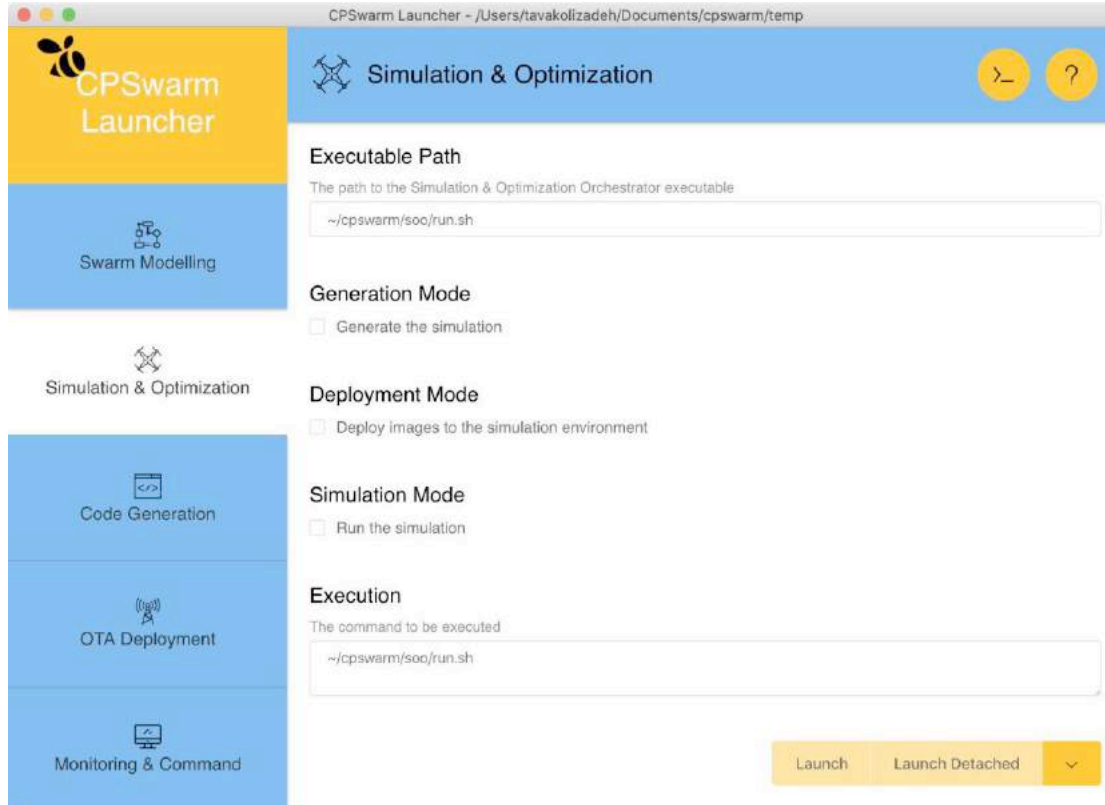 CPSwarm Launcher - /Users/tavakolizadeh/Documents/cpswarm/temp
CPSwarm
Launcher
Swarm Modelling
Simulation & Optimization
Code Generation
OTA Deployment
Monitoring & Command
Simulation & Optimization
>_
?
Executable Path
The path to the Simulation & Optimization Orchestrator executable
~/cpswarm/soo/run.sh
Generation Mode
Generate the simulation
Deployment Mode
Deploy images to the simulation environment
Simulation Mode
Run the simulation
Execution
The command to be executed
~/cpswarm/soo/run.sh
Launch
Launch Detached